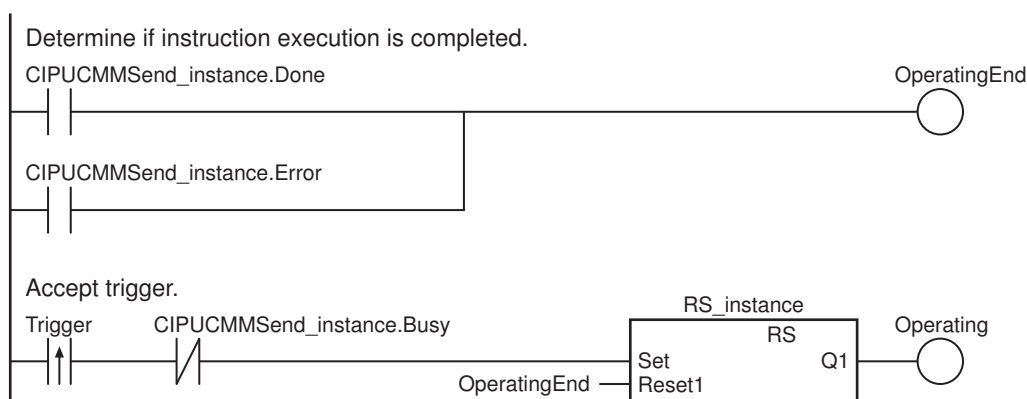 Determine if instruction execution is completed.
CIPUCMMSend_instance.Done OperatingEnd
CIPUCMMSend_instance.Error
Accept trigger.
RS_instance
Trigger CIPUCMMSend_instance.Busy RS Operating
Set Q1
OperatingEnd Reset1